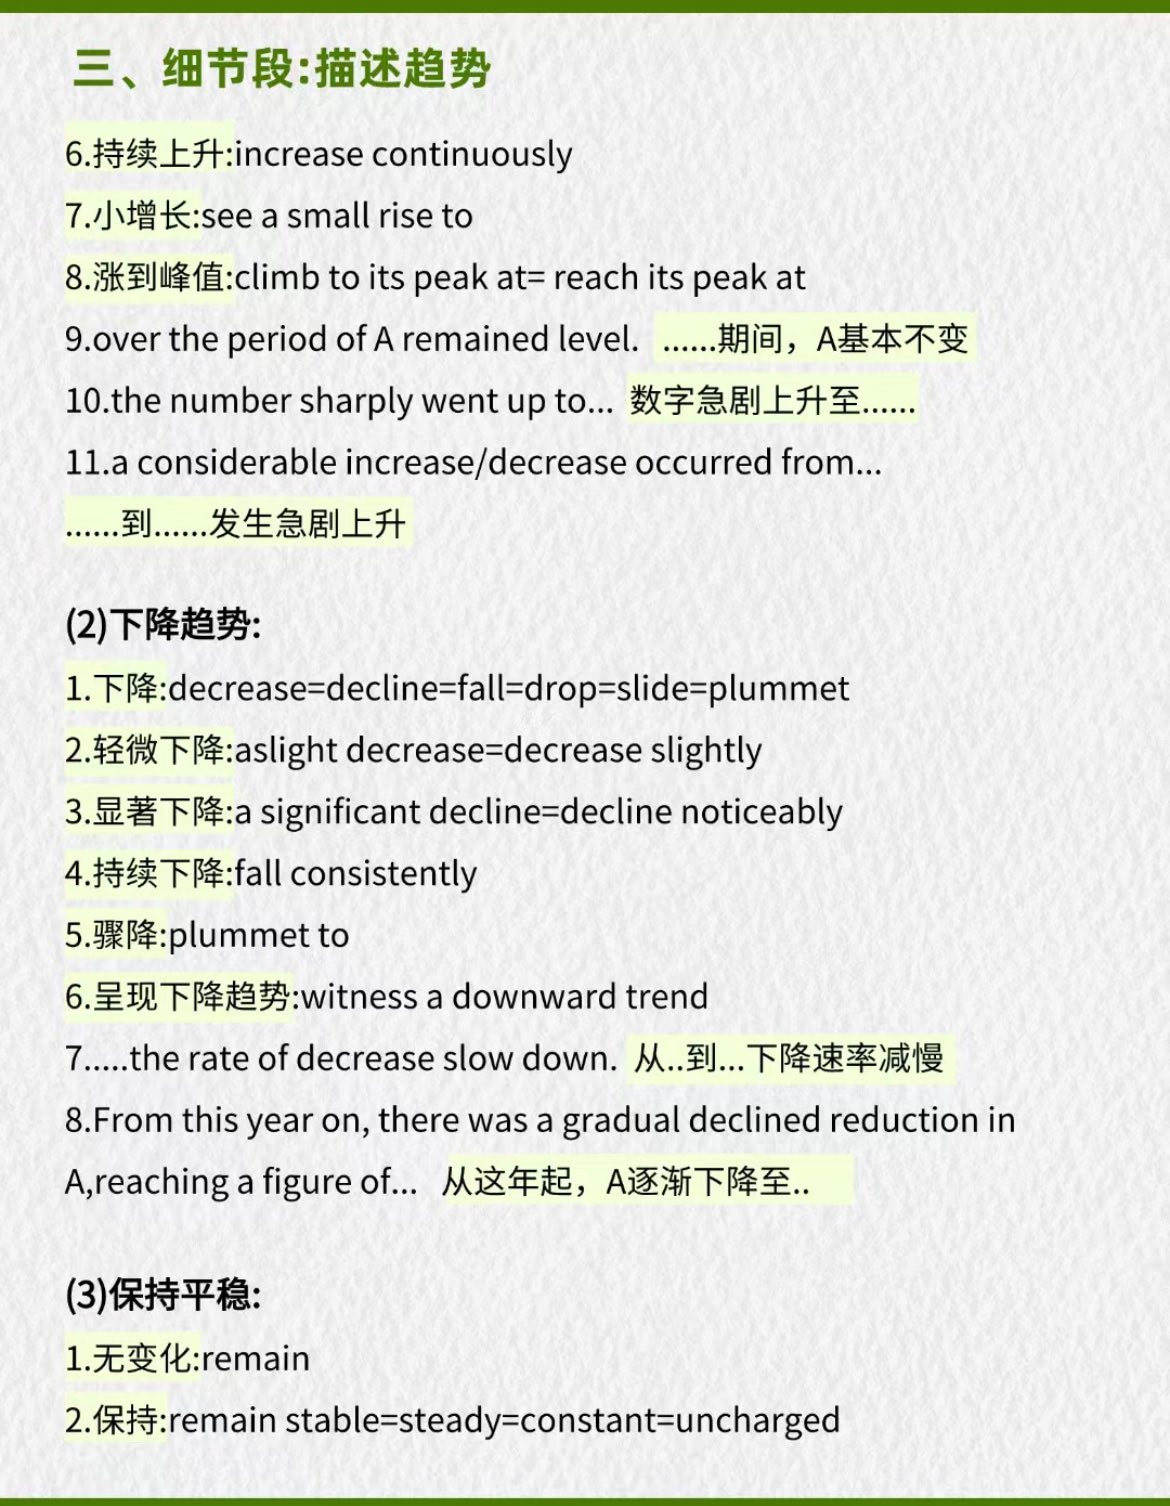 三、细节段:描述趋势
6.持续上升:increase continuously
7.小增长:see a small rise to
8.涨到峰值:climb to its peak at= reach its peak at
9.over the period of A remained level. ......期间，A基本不变
10.the number sharply went up to... 数字急剧上升至......
11.a considerable increase/decrease occurred from...
......到......发生急剧上升
(2)下降趋势:
1.下降:decrease=decline=fall=drop=slide=plummet
2.轻微下降:aslight decrease=decrease slightly
3.显著下降:a significant decline=decline noticeably
4.持续下降:fall consistently
5.骤降:plummet to
6.呈现下降趋势:witness a downward trend
7.....the rate of decrease slow down. 从..到...下降速率减慢
8.From this year on, there was a gradual declined reduction in
A,reaching a figure of... 从这年起，A逐渐下降至..
(3)保持平稳:
1.无变化:remain
2.保持:remain stable=steady=constant=uncharged